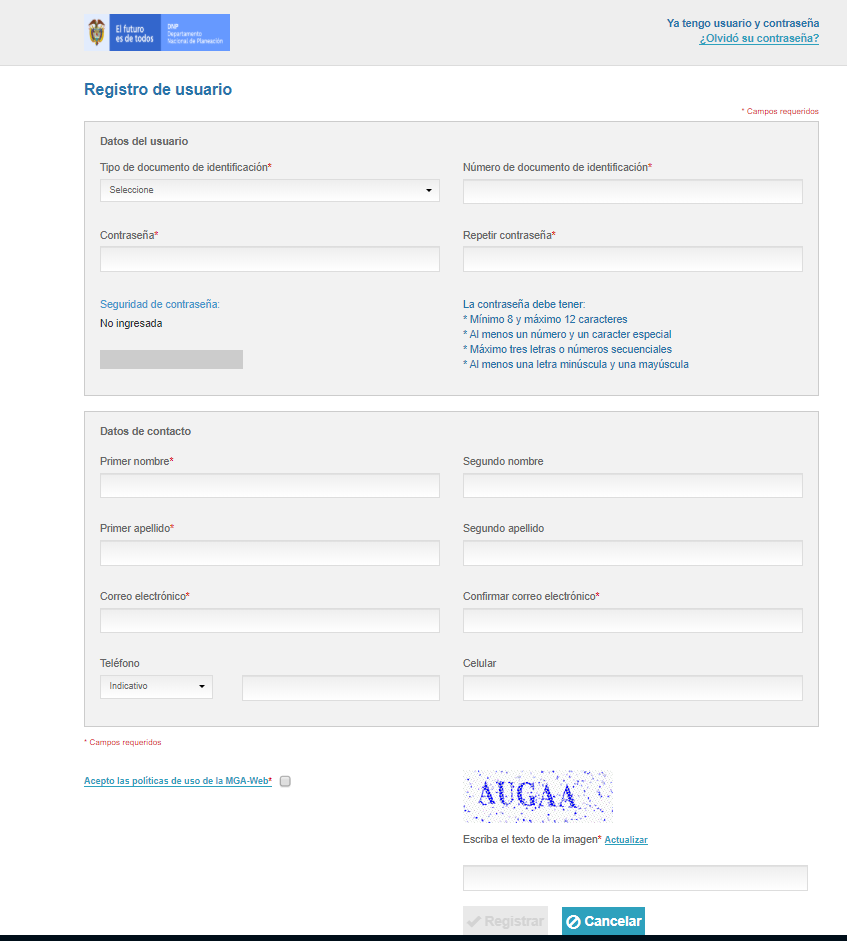 El futuro
es de todos
DNP
Departamento
Nacional de Planeación
Ya tengo usuario y contraseña
¿Olvidó su contraseña?
Registro de usuario
* Campos requeridos
Datos del usuario
Tipo de documento de identificación*
Número de documento de identificación*
Seleccione
Contraseña*
Repetir contraseña*
Seguridad de contraseña:
No ingresada
La contraseña debe tener:
* Mínimo 8 y máximo 12 caracteres
* Al menos un número y un caracter especial
* Máximo tres letras o números secuenciales
* Al menos una letra minúscula y una mayúscula
Datos de contacto
Primer nombre*
Segundo nombre
Primer apellido*
Segundo apellido
Correo electrónico*
Confirmar correo electrónico*
Teléfono
Celular
Indicativo
* Campos requeridos
Acepto las políticas de uso de la MGA-Web*
AUGAA
Escriba el texto de la imagen* Actualizar
Registrar
Cancelar